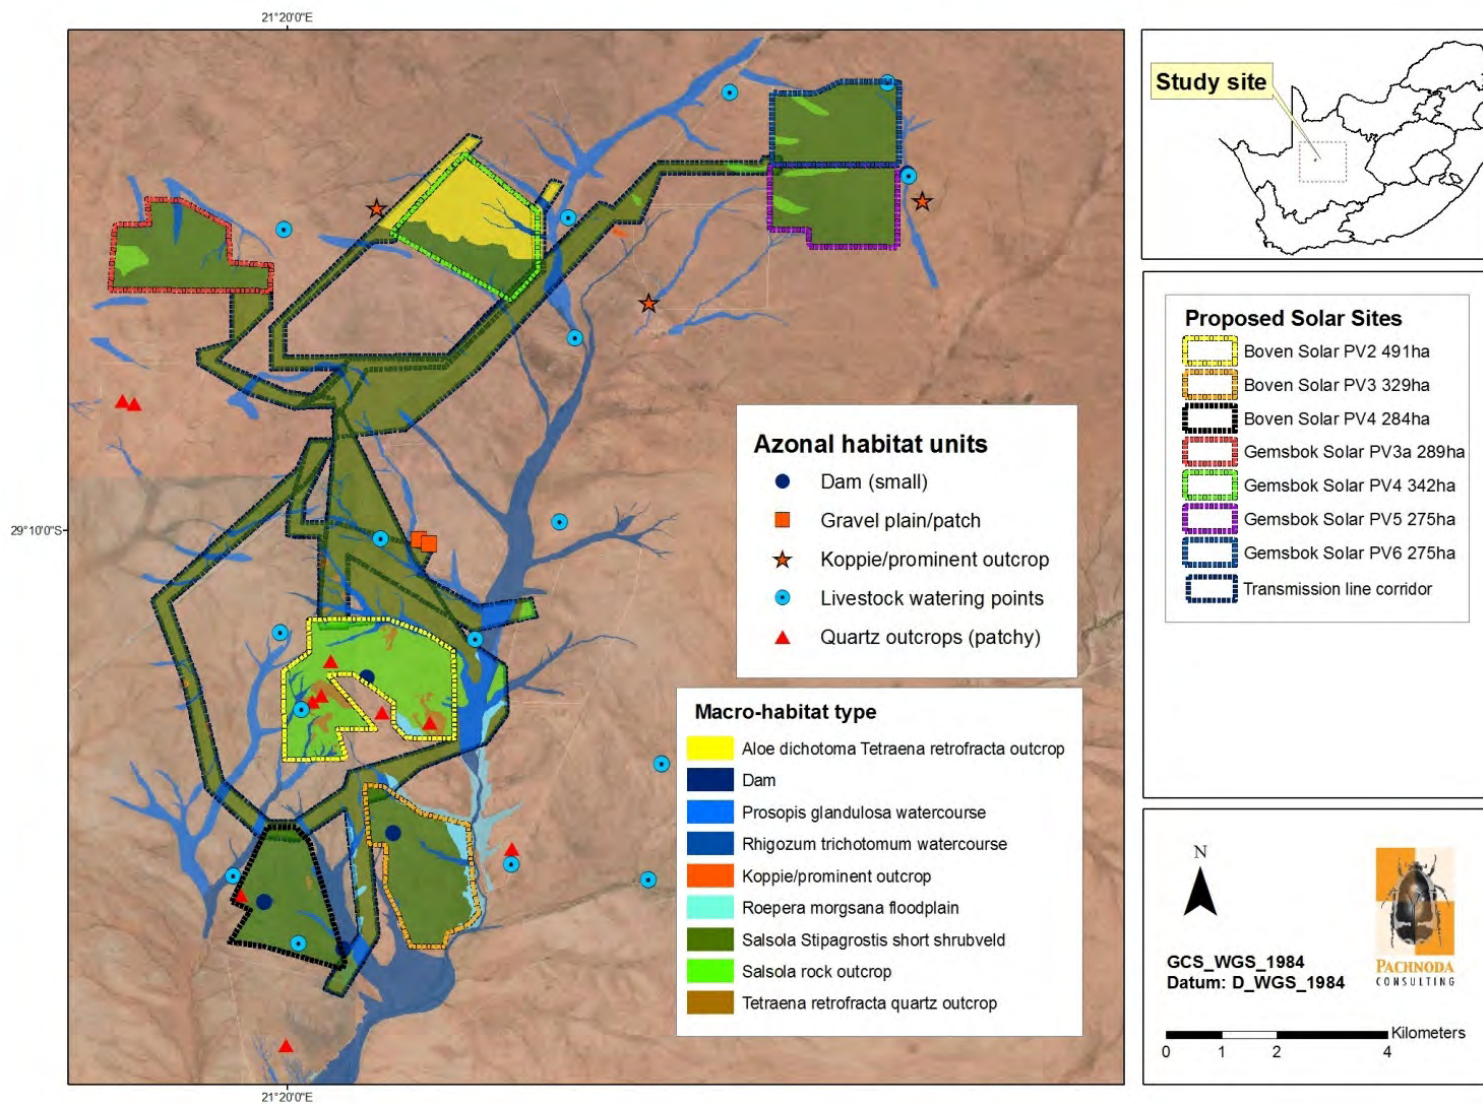 21°20'0"E
Study site
29°10'0"S
Azonal habitat units
Dam (small)
Gravel plain/patch
Koppie/prominent outcrop
Livestock watering points
Quartz outcrops (patchy)
Macro-habitat type
Aloe dichotoma Tetraena retrofracta outcrop
Dam
Prosopis glandulosa watercourse
Rhigozum trichotomum watercourse
Koppie/prominent outcrop
Roepera morgsana floodplain
Salsola Stipagrostis short shrubveld
Salsola rock outcrop
Tetraena retrofracta quartz outcrop
21°20'0"E
Proposed Solar Sites
Boven Solar PV2 491ha
Boven Solar PV3 329ha
Boven Solar PV4 284ha
Gemsbok Solar PV3a 289ha
Gemsbok Solar PV4 342ha
Gemsbok Solar PV5 275ha
Gemsbok Solar PV6 275ha
Transmission line corridor
N
GCS_WGS_1984
Datum: D_WGS_1984
PACHNODA
CONSULTING
Kilometers
0 1 2 4